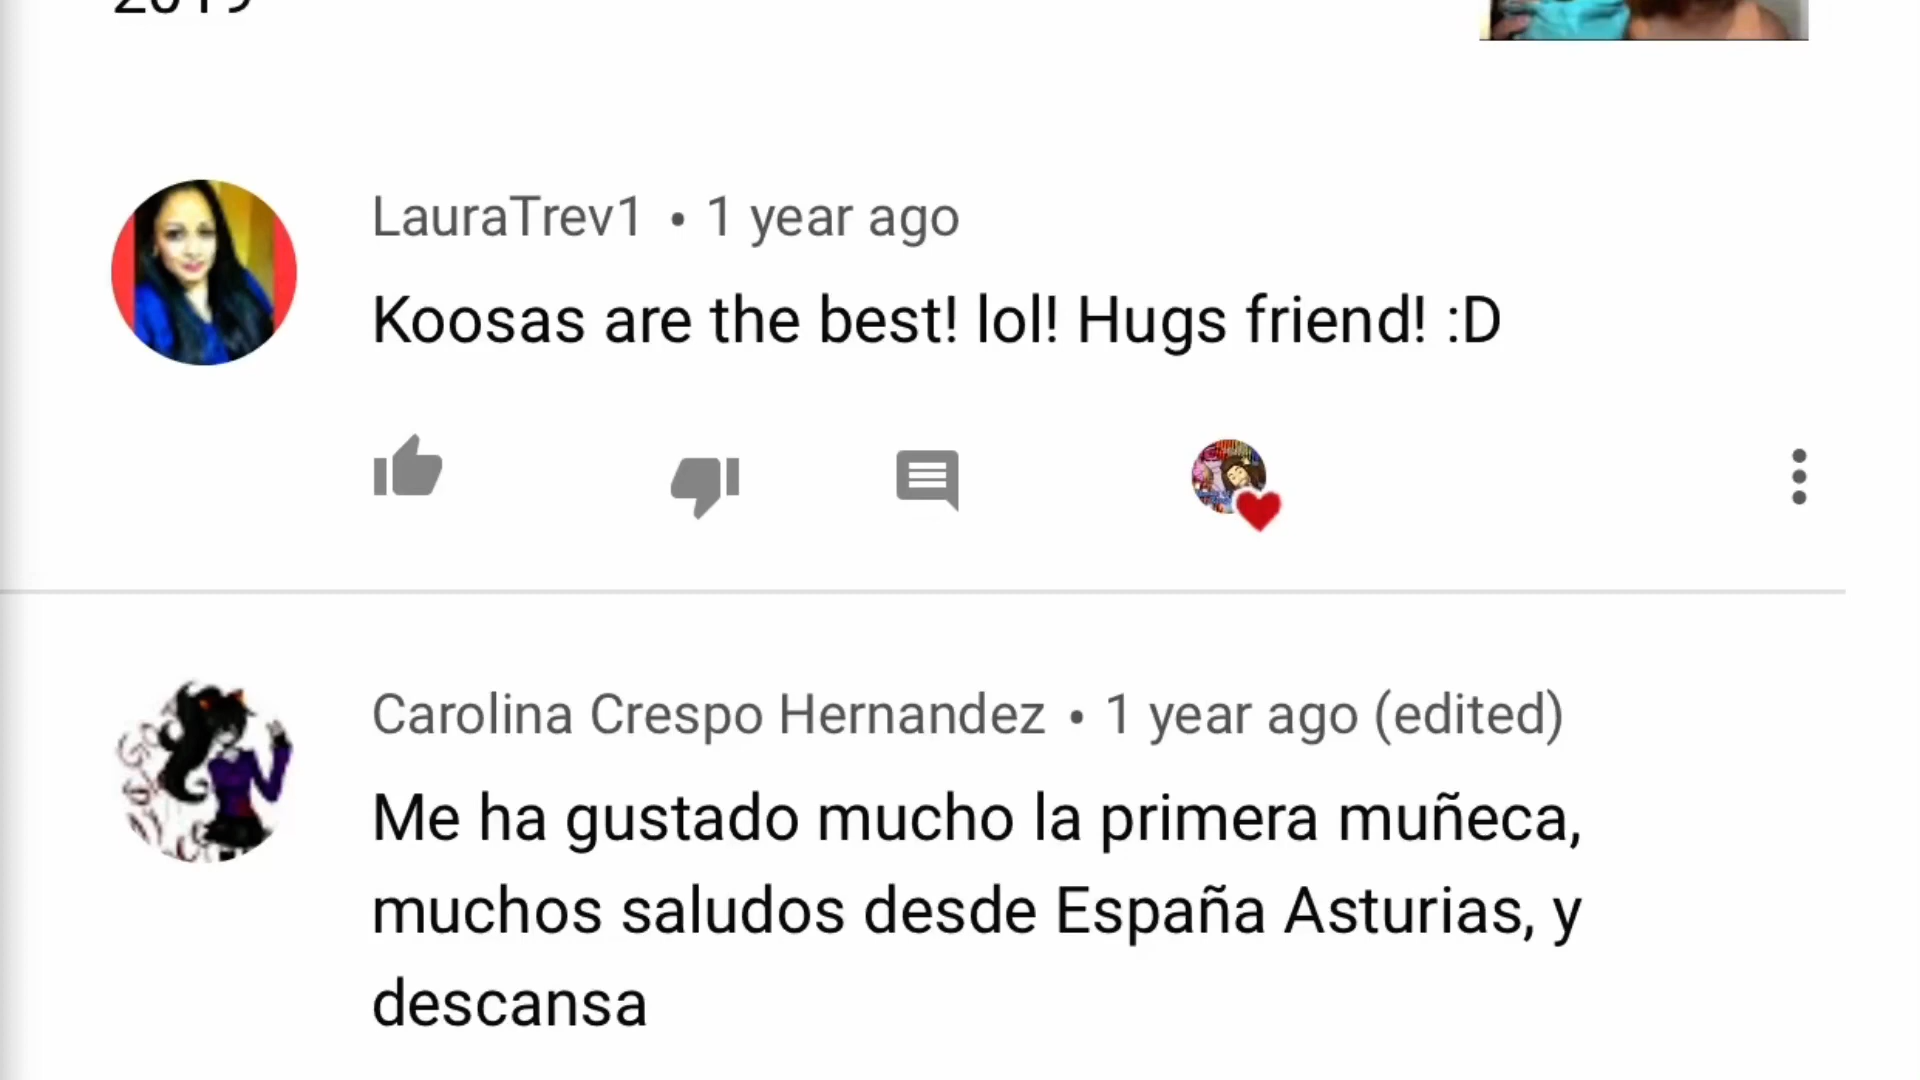 2019
LauraTrev1 • 1 year ago
Koosas are the best! lol! Hugs friend! :D
Carolina Crespo Hernandez • 1 year ago (edited)
Me ha gustado mucho la primera muñeca,
muchos saludos desde España Asturias, y
descansa